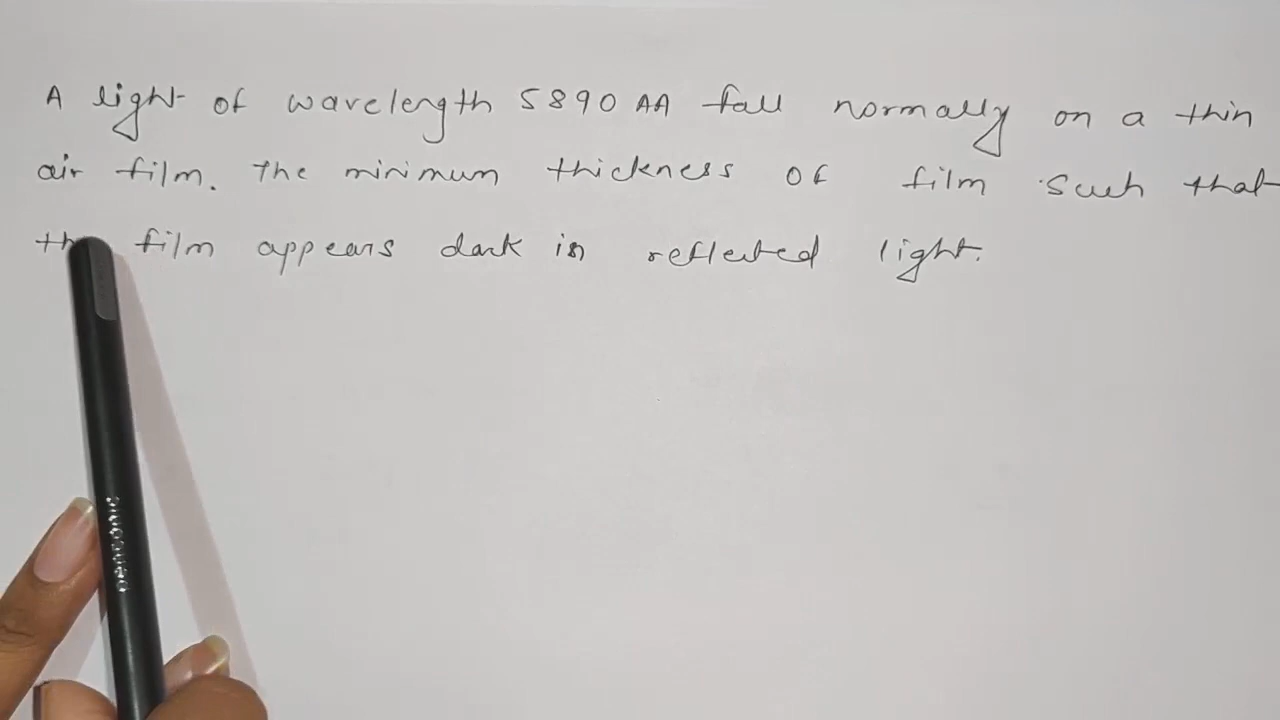 A light of wavelength 5890 AA fall normally on a thin
air film. The minimum thickness of film such that
the film appears dark in reflected light.
pentonic